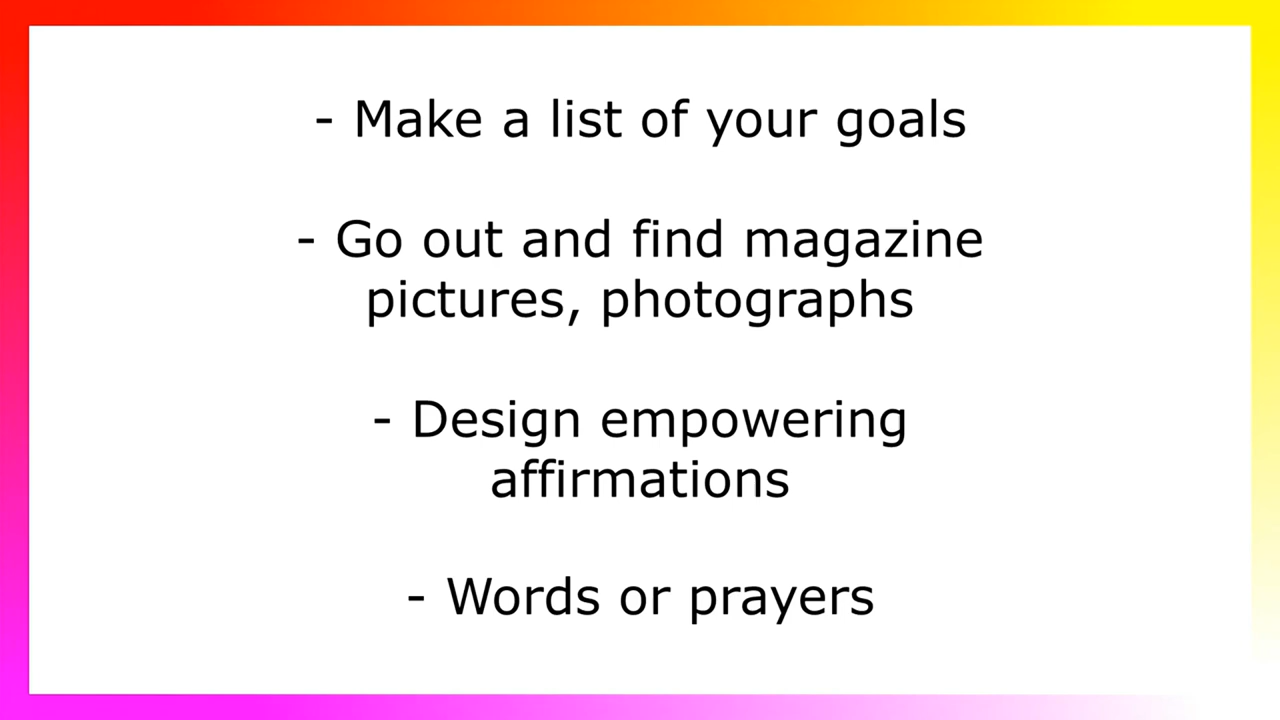 - Make a list of your goals
- Go out and find magazine
pictures, photographs
- Design empowering
affirmations
- Words or prayers